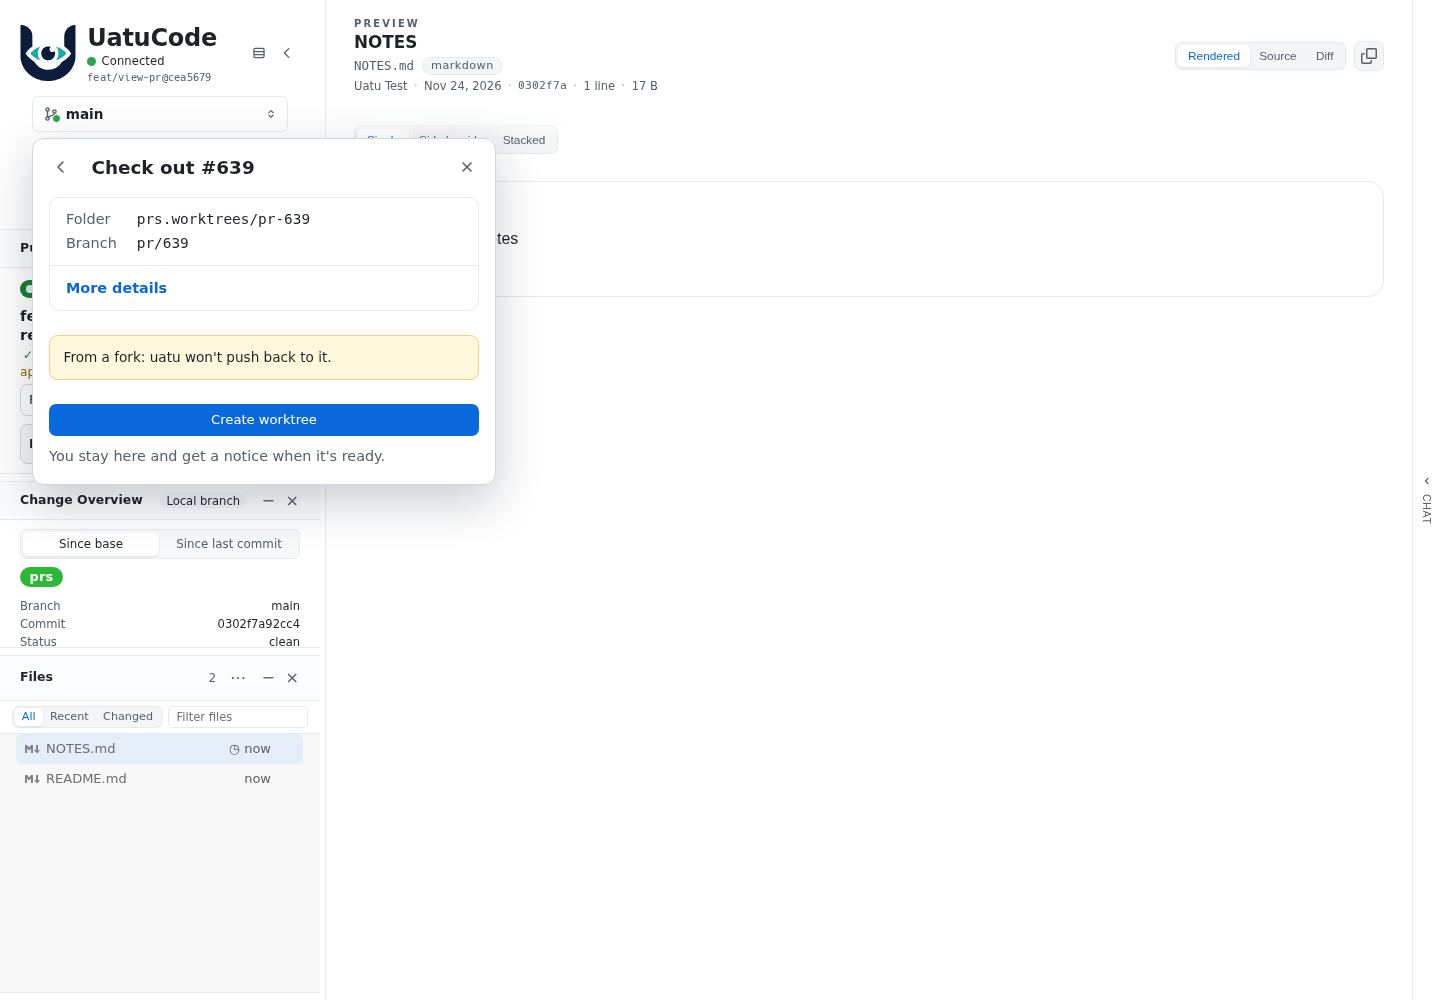 UatuCode
Connected
feat/view-pr@cea5679
main
Check out #639
Folder prs.worktrees/pr-639
Branch pr/639
More details
From a fork: uatu won't push back to it.
Create worktree
You stay here and get a notice when it's ready.
Change Overview Local branch
Since base Since last commit
prs
Branch main
Commit 0302f7a92cc4
Status clean
Files 2 ...
All Recent Changed Filter files
NOTES.md now
README.md now
PREVIEW
NOTES
NOTES.md markdown
Uatu Test · Nov 24, 2026 · 0302f7a · 1 line · 17 B
Rendered Source Diff
Stacked
CHAT